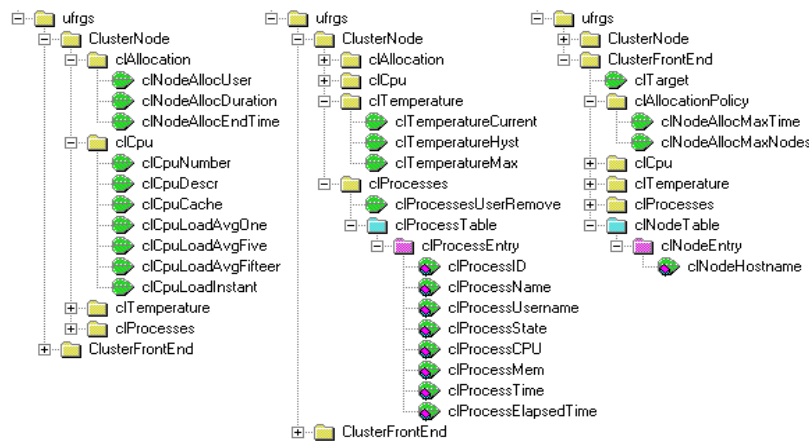 ufrgs
ClusterNode
clAllocation
clNodeAllocUser
clNodeAllocDuration
clNodeAllocEndTime
clCpu
clCpuNumber
clCpuDescr
clCpuCache
clCpuLoadAvgOne
clCpuLoadAvgFive
clCpuLoadAvgFifteer
clCpuLoadInstant
clTemperature
clProcesses
ClusterFrontEnd
ufrgs
ClusterNode
clAllocation
clCpu
clTemperature
clTemperatureCurrent
clTemperatureHyst
clTemperatureMax
clProcesses
clProcessesUserRemove
clProcessTable
clProcessEntry
clProcessID
clProcessName
clProcessUsername
clProcessState
clProcessCPU
clProcessMem
clProcessTime
clProcessElapsedTime
ClusterFrontEnd
ufrgs
ClusterNode
ClusterFrontEnd
clTarget
clAllocationPolicy
clNodeAllocMaxTime
clNodeAllocMaxNodes
clCpu
clTemperature
clProcesses
clNodeTable
clNodeEntry
clNodeHostname